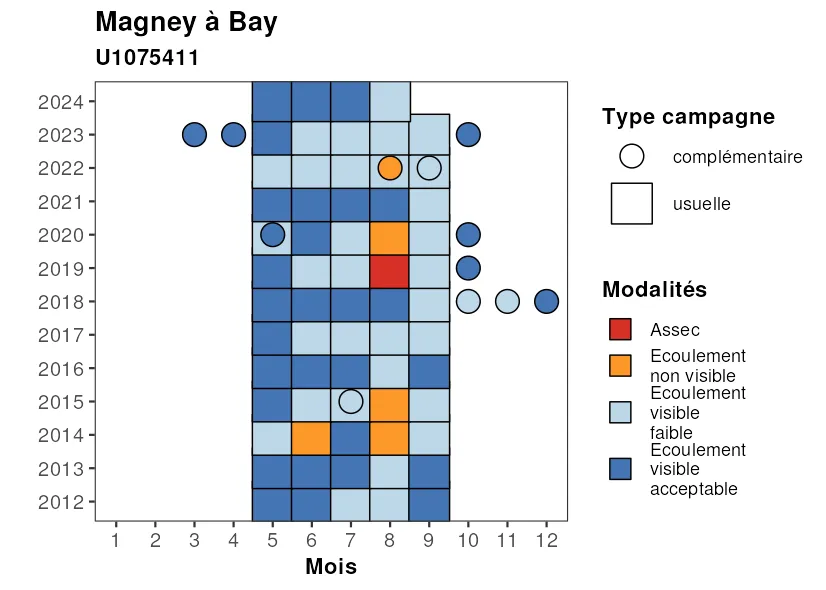 Magney à Bay
U1075411
2024
2023
2022
2021
2020
2019
2018
2017
2016
2015
2014
2013
2012
1 2 3 4 5 6 7 8 9 10 11 12
Mois
Type campagne
complémentaire
usuelle
Modalités
Assec
Ecoulement
non visible
Ecoulement
visible
faible
Ecoulement
visible
acceptable